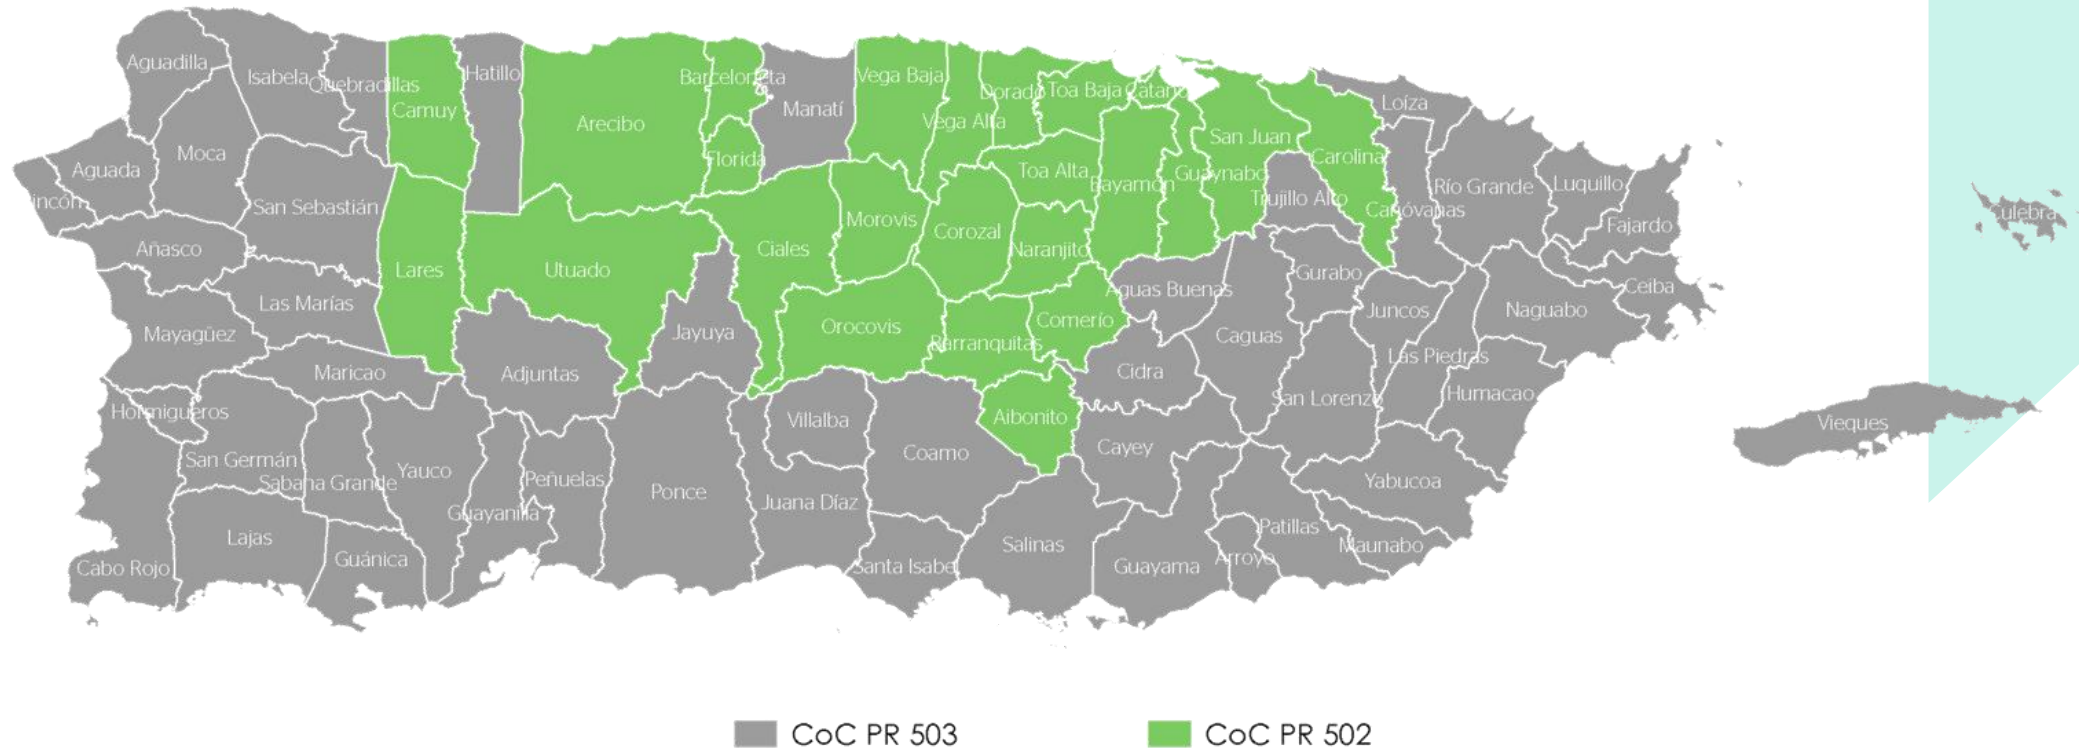 Aguadilla
Isabela
Quebradillas
Camuy
Hatillo
Arecibo
Barceloneta
Manatí
Vega Baja
Vega Alta
Dorado
Toa Baja
Cataño
San Juan
Loíza
Aguada
Moca
San Sebastián
Florida
Toa Alta
Bayamón
Guaynabo
Trujillo Alto
Carolina
Canóvanas
Río Grande
Luquillo
Fajardo
Culebra
incón
Añasco
Lares
Utuado
Ciales
Morovis
Corozal
Naranjito
Aguas Buenas
Gurabo
Juncos
Naguabo
Ceiba
Las Marías
Mayagüez
Maricao
Adjuntas
Jayuya
Orocovis
Barranquitas
Comerío
Cidra
Caguas
San Lorenzo
Las Piedras
Humacao
Hormigueros
San Germán
Sabana Grande
Yauco
Guayanilla
Peñuelas
Ponce
Villalba
Juana Díaz
Coamo
Aibonito
Cayey
Yabucoa
Vieques
Cabo Rojo
Lajas
Guánica
Santa Isabel
Salinas
Guayama
Arroyo
Patillas
Maunabo
CoC PR 503
CoC PR 502